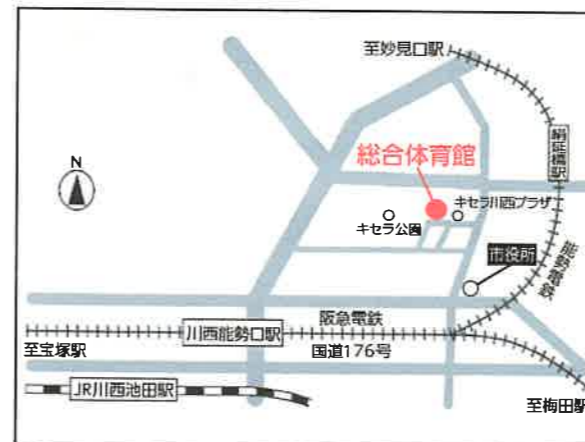 至妙見口駅
絹延橋駅
総合体育館
N
キセラ川西プラザ
キセラ公園
市役所
能勢電鉄
阪急電鉄
川西能勢口駅
至宝塚駅
国道176号
JR川西池田駅
至梅田駅